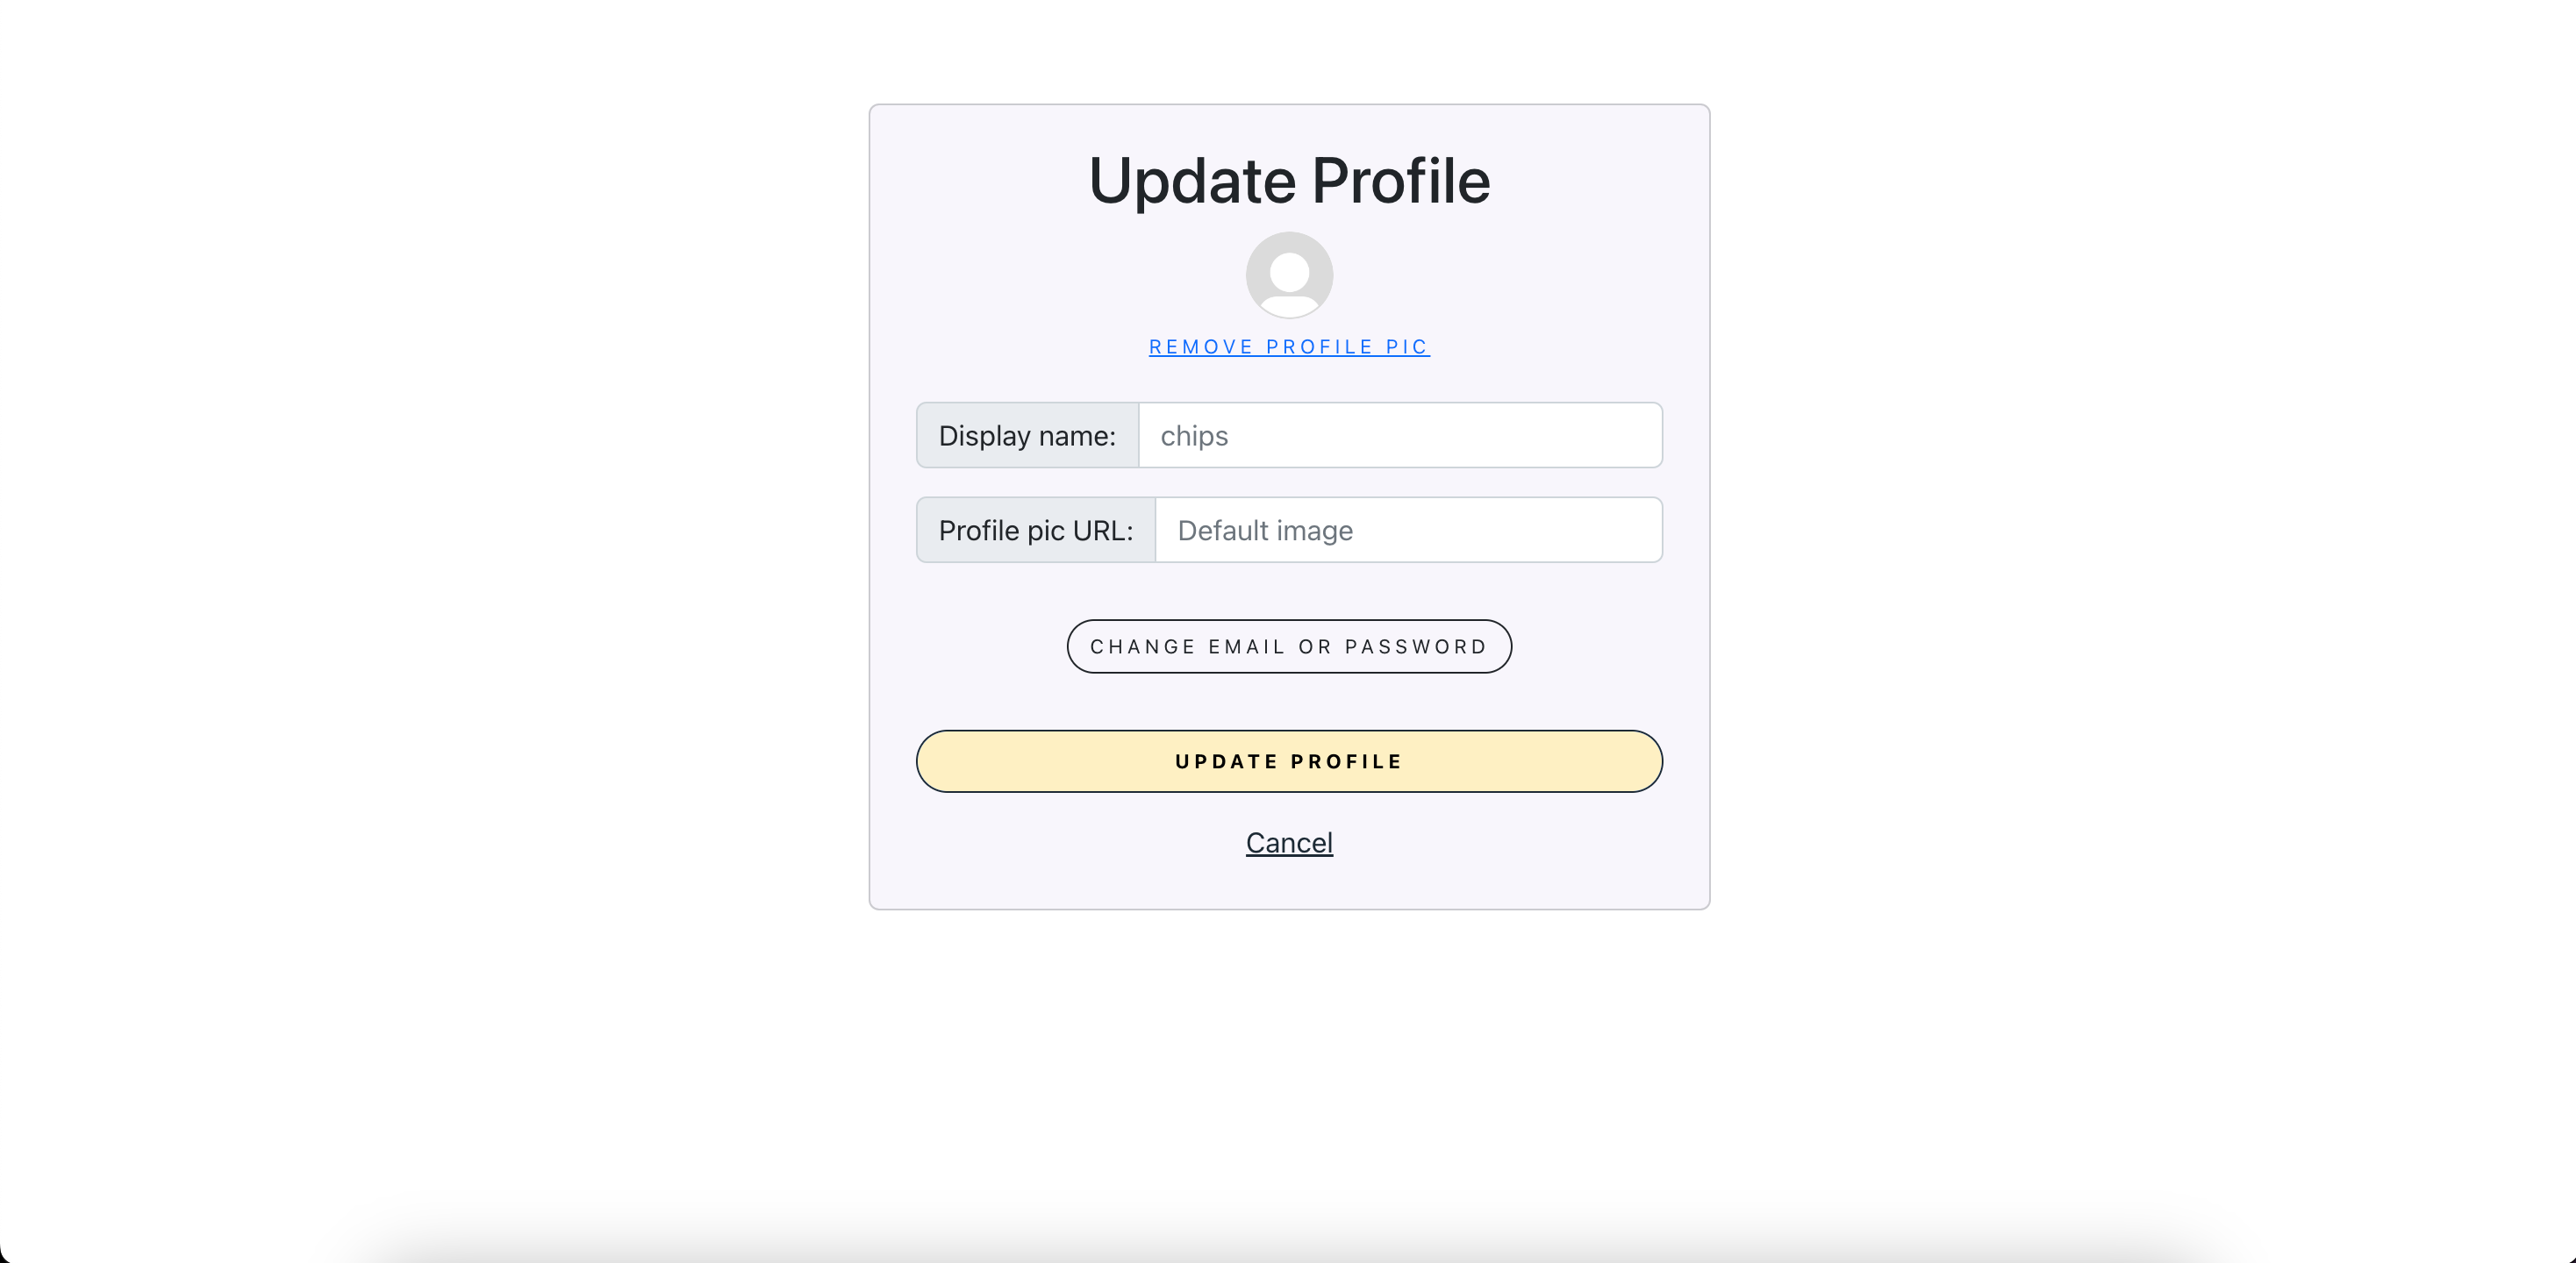 Update Profile
REMOVE PROFILE PIC
Display name: chips
Profile pic URL: Default image
CHANGE EMAIL OR PASSWORD
UPDATE PROFILE
Cancel